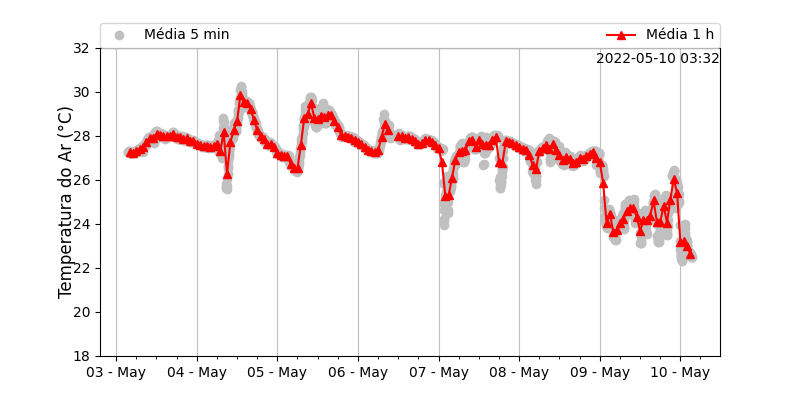 Média 5 min
Média 1 h
2022-05-10 03:32
Temperatura do Ar (°C)
32
30
28
26
24
22
20
18
03 - May
04 - May
05 - May
06 - May
07 - May
08 - May
09 - May
10 - May